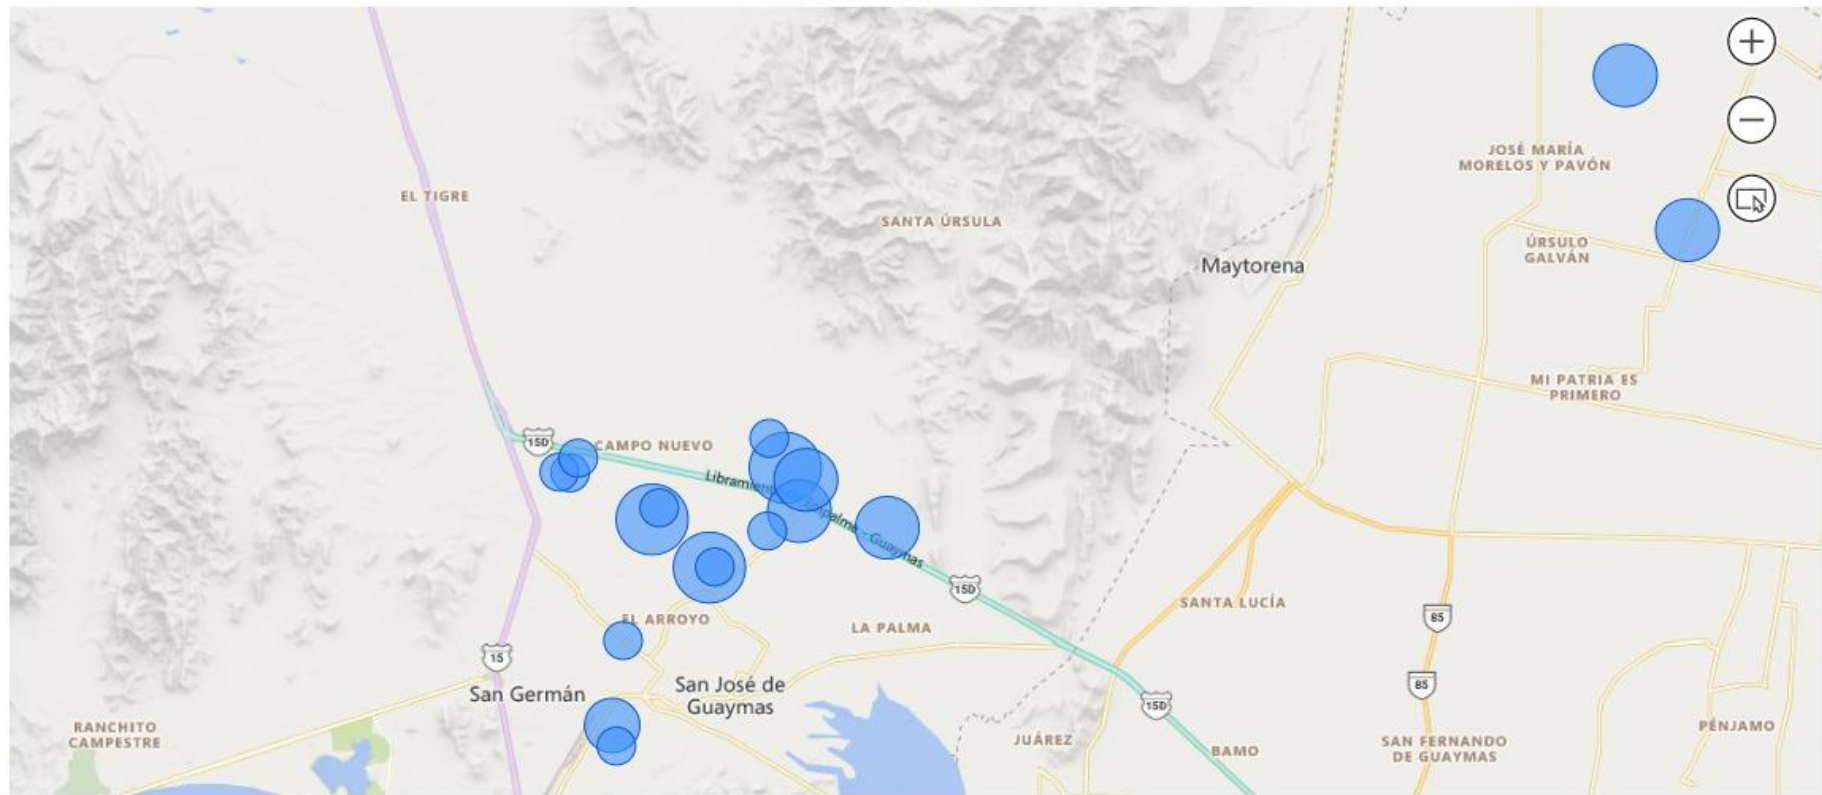 JOSÉ MARÍA
MORELOS Y PAVÓN
EL TIGRE
SANTA ÚRSULA
ÚRSULO
GALVÁN
Maytorena
MI PATRIA ES
PRIMERO
15D
CAMPO NUEVO
Guaymas
15D
SANTA LUCÍA
85
EL ARROYO
LA PALMA
15
85
San Germán
San José de
Guaymas
15D
RANCHITO
CAMPESTRE
JUÁREZ
BAMO
SAN FERNANDO
DE GUAYMAS
PÉNJAMO